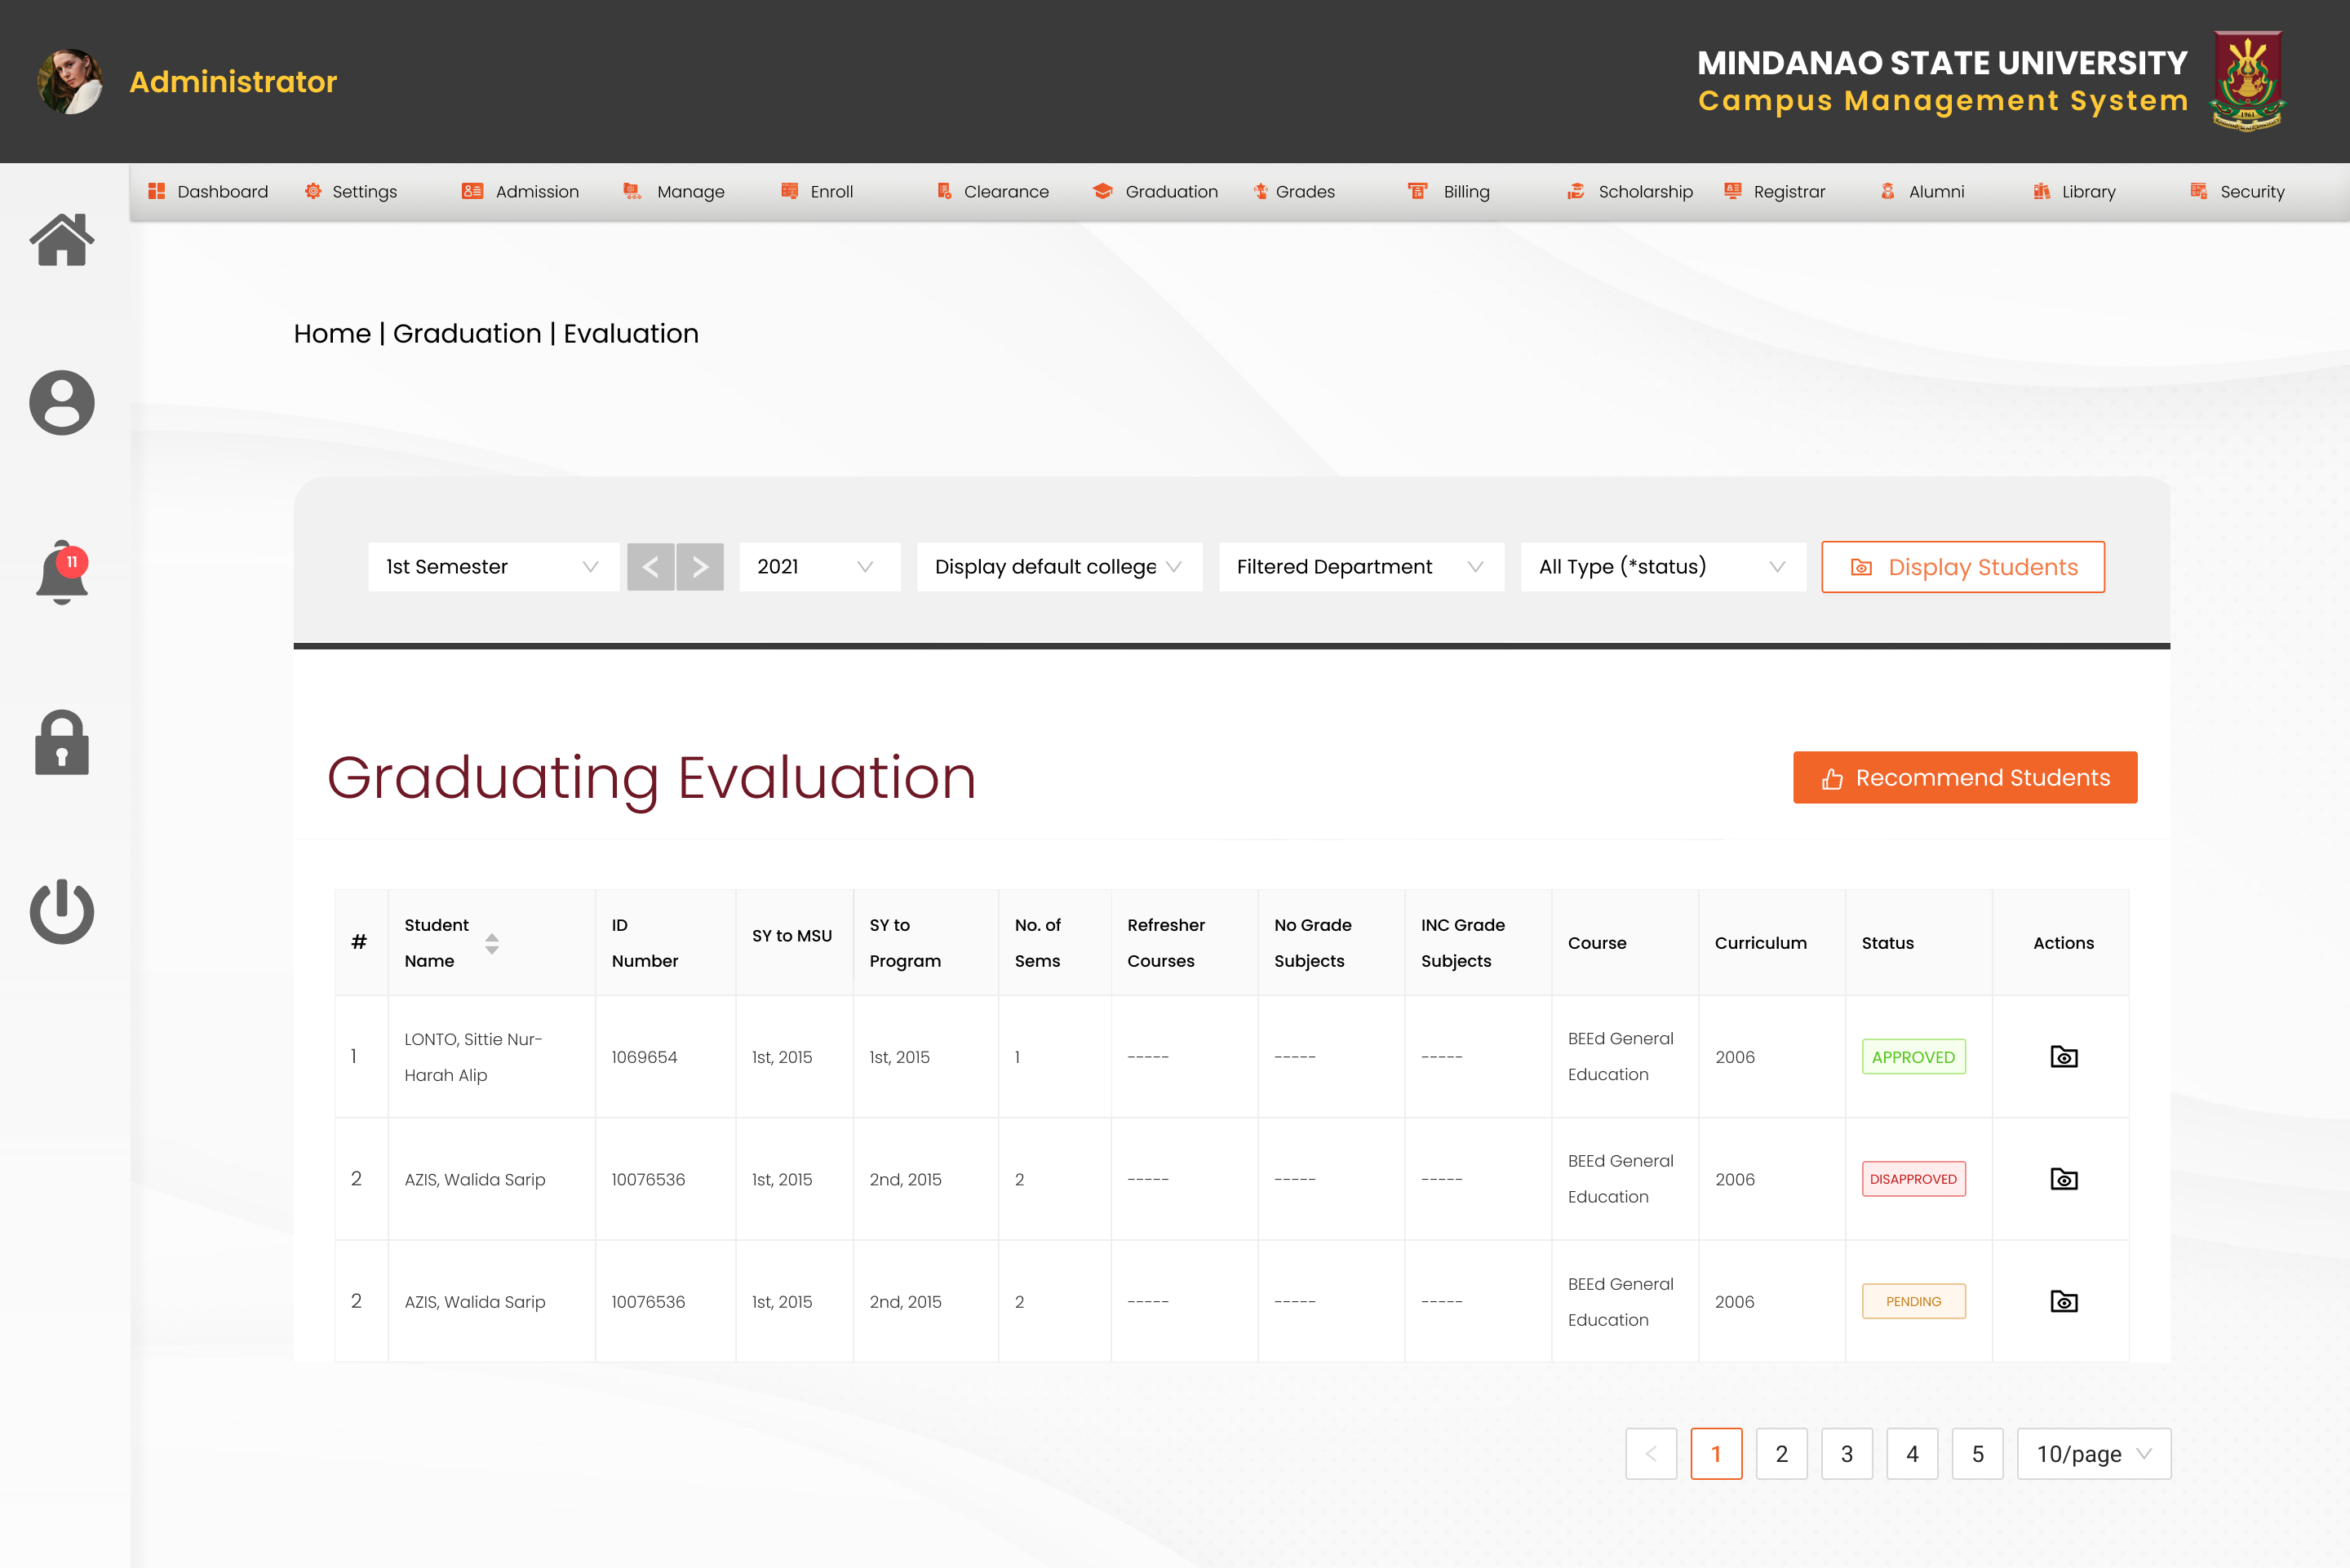 Administrator
MINDANAO STATE UNIVERSITY
Campus Management System
1961
Dashboard Settings Admission Manage Enroll Clearance Graduation Grades Billing Scholarship Registrar Alumni Library Security
Home | Graduation | Evaluation
11
1st Semester < > 2021 Display default college Filtered Department All Type (*status) Display Students
Graduating Evaluation
Recommend Students
# Student Name ID Number SY to MSU SY to Program No. of Sems Refresher Courses No Grade Subjects INC Grade Subjects Course Curriculum Status Actions
1 LONTO, Sittie Nur-Harah Alip 1069654 1st, 2015 1st, 2015 1 ----- ----- ----- BEEd General Education 2006 APPROVED
2 AZIS, Walida Sarip 10076536 1st, 2015 2nd, 2015 2 ----- ----- ----- BEEd General Education 2006 DISAPPROVED
2 AZIS, Walida Sarip 10076536 1st, 2015 2nd, 2015 2 ----- ----- ----- BEEd General Education 2006 PENDING
< 1 2 3 4 5 10/page